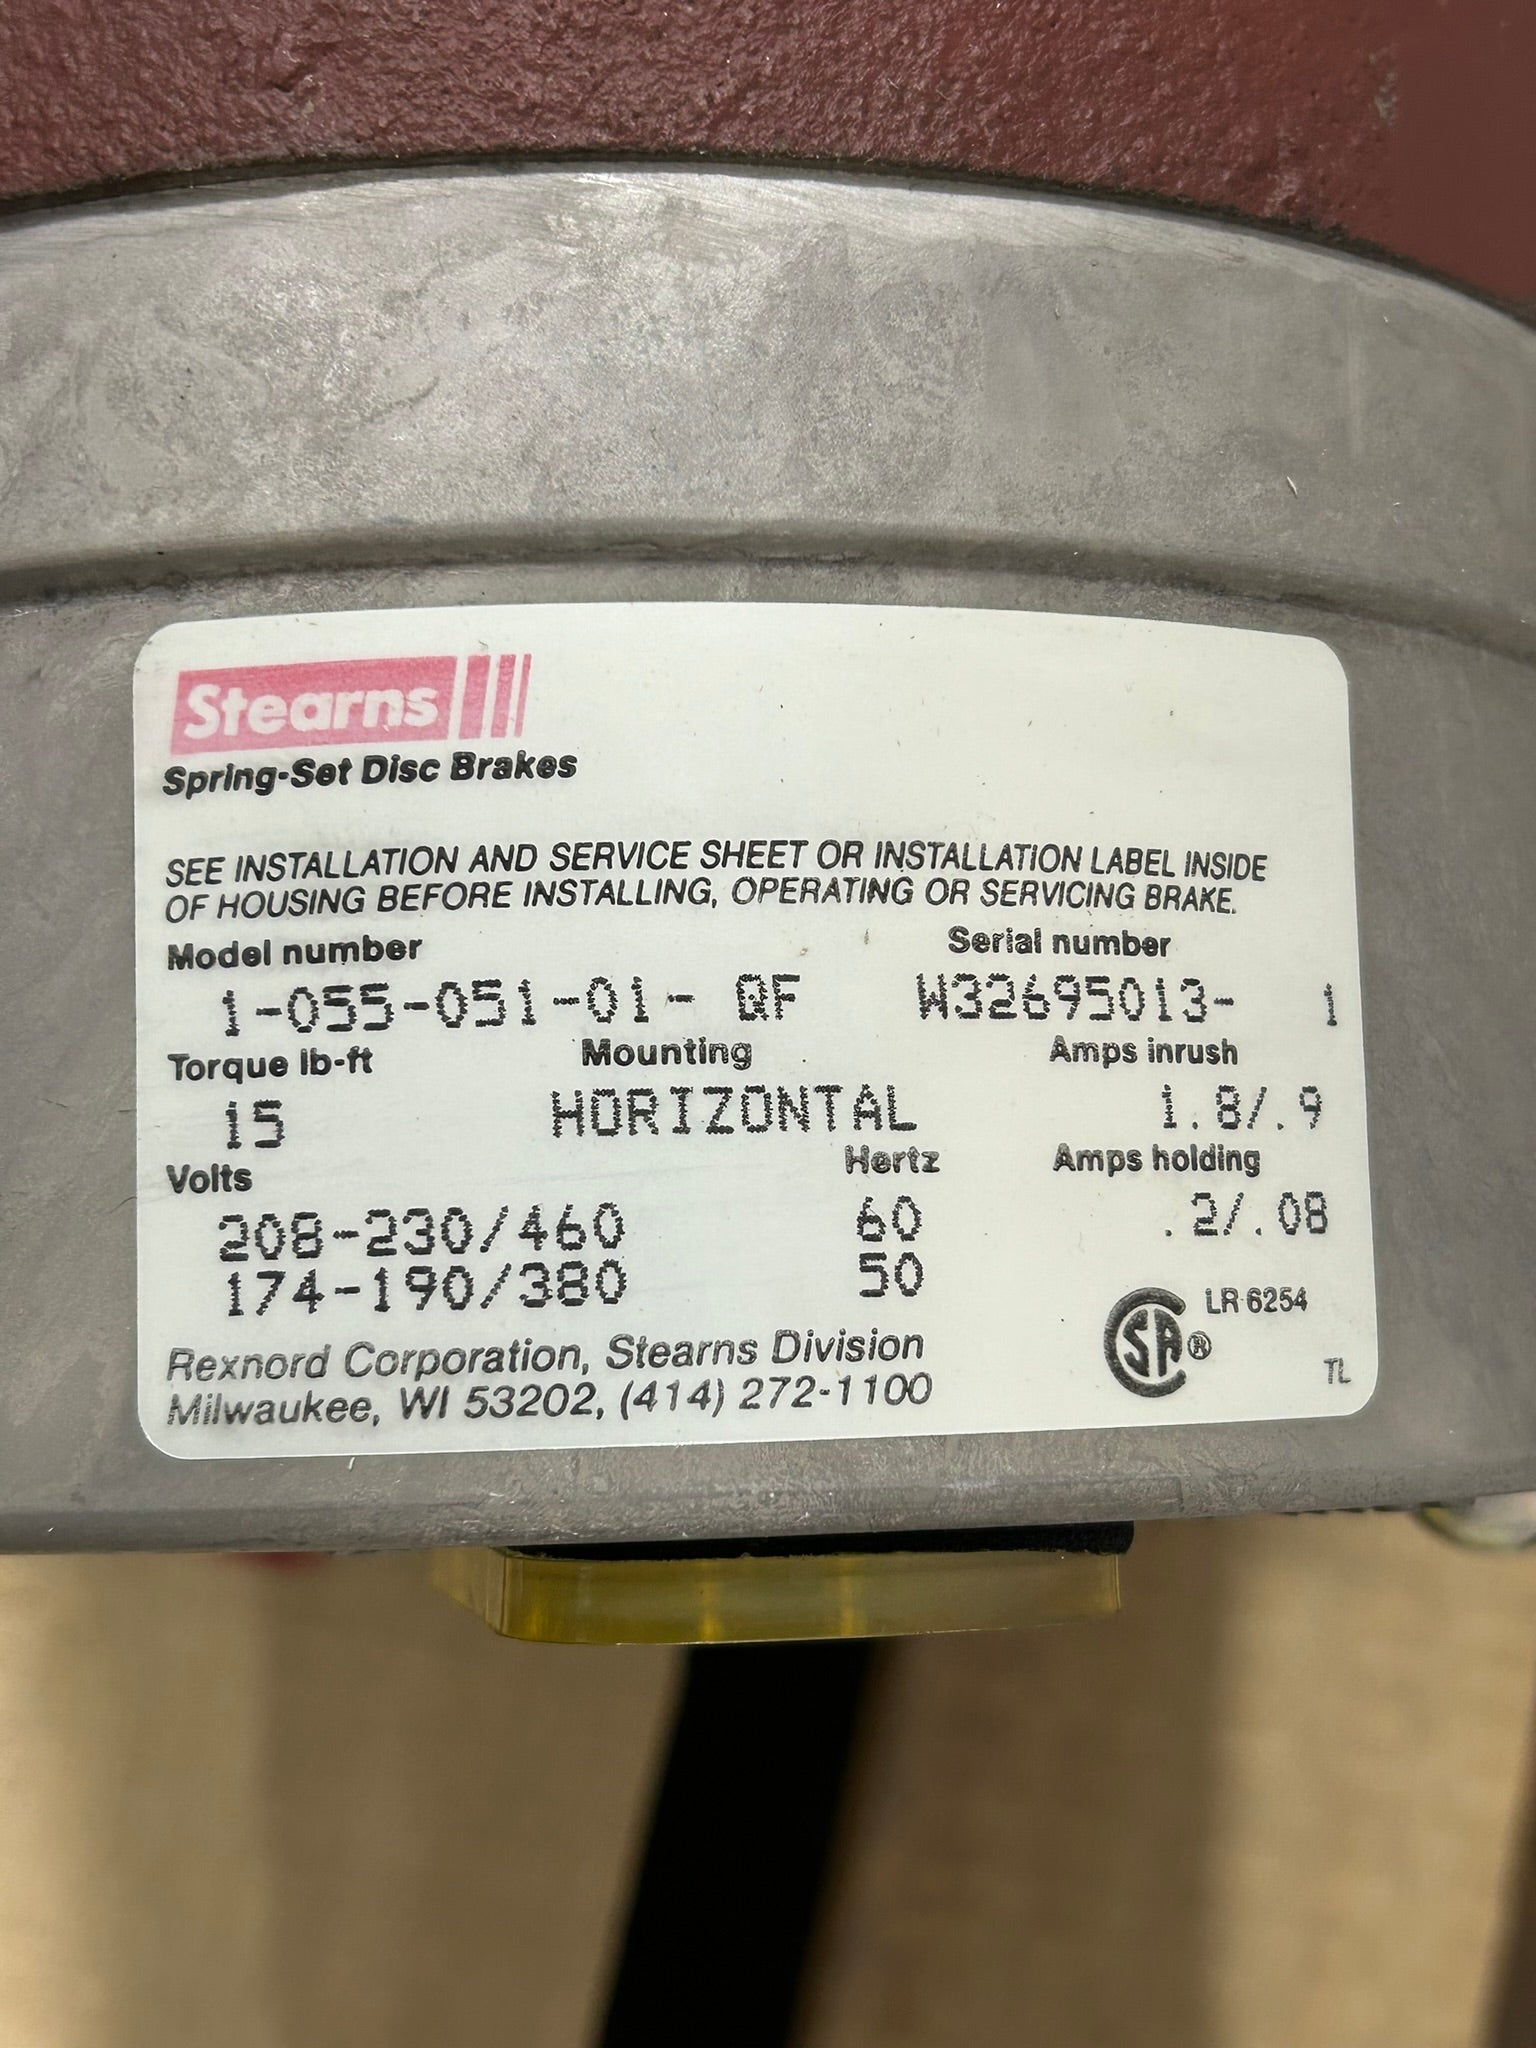 Stearns
Spring-Set Disc Brakes
SEE INSTALLATION AND SERVICE SHEET OR INSTALLATION LABEL INSIDE
OF HOUSING BEFORE INSTALLING, OPERATING OR SERVICING BRAKE.
Model number Serial number
1-055-051-01- QF W32695013- 1
Torque lb-ft Mounting Amps inrush
15 HORIZONTAL 1.8/.9
Volts Hertz Amps holding
208-230/460 60 .2/.08
174-190/380 50
Rexnord Corporation, Stearns Division
Milwaukee, WI 53202, (414) 272-1100
SA® LR 6254
TL